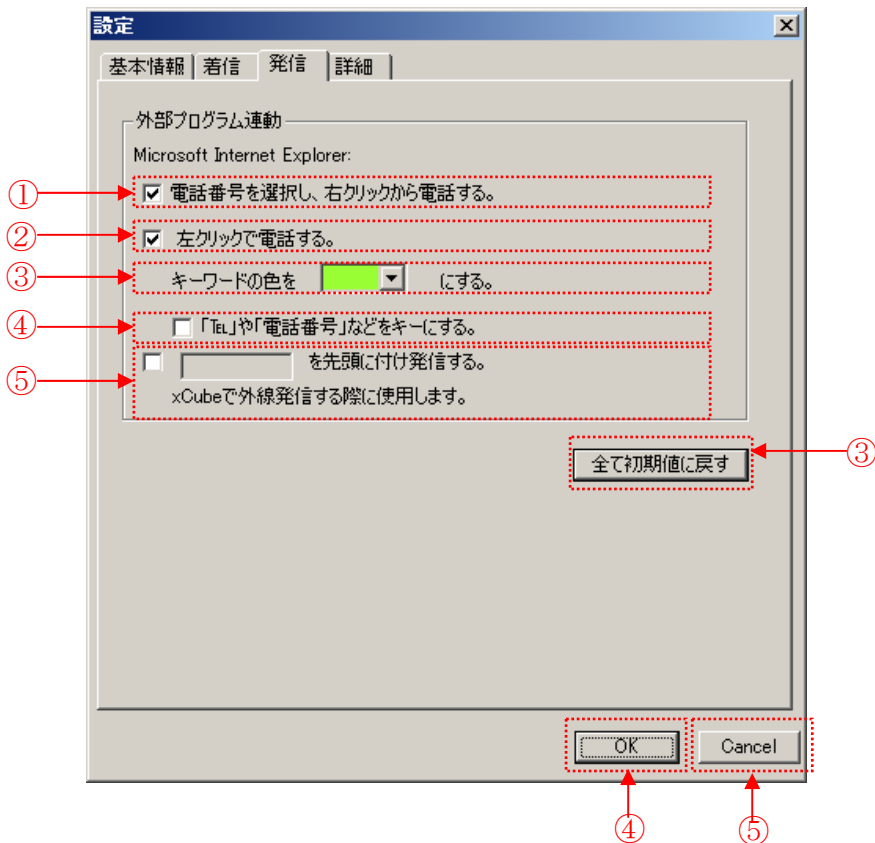 設定
基本情報 着信 発信 詳細
外部プログラム連動
Microsoft Internet Explorer:
① 電話番号を選択し、右クリックから電話する。
② 左クリックで電話する。
③ キーワードの色を にする。
④ 「℡」や「電話番号」などをキーにする。
⑤ を先頭に付け発信する。
xCubeで外線発信する際に使用します。
全て初期値に戻す ③
OK Cancel
④ ⑤